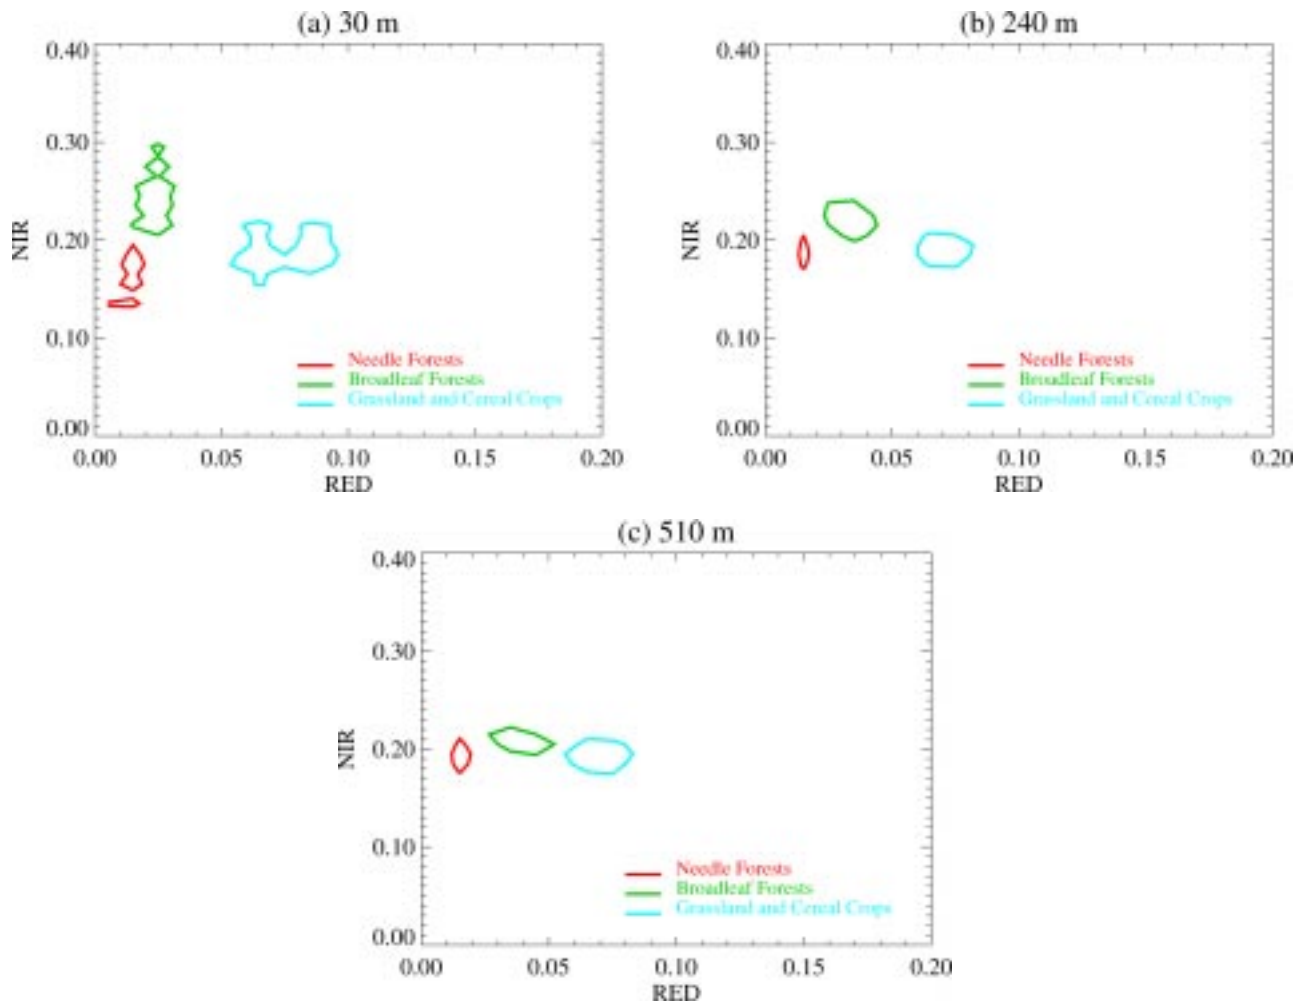 (a) 30 m
0.40
0.30
0.20
0.10
0.00
NIR
Needle Forests
Broadleaf Forests
Grassland and Cereal Crops
0.00 0.05 0.10 0.15 0.20
RED
(b) 240 m
0.40
0.30
0.20
0.10
0.00
NIR
Needle Forests
Broadleaf Forests
Grassland and Cereal Crops
0.00 0.05 0.10 0.15 0.20
RED
(c) 510 m
0.40
0.30
0.20
0.10
0.00
NIR
Needle Forests
Broadleaf Forests
Grassland and Cereal Crops
0.00 0.05 0.10 0.15 0.20
RED